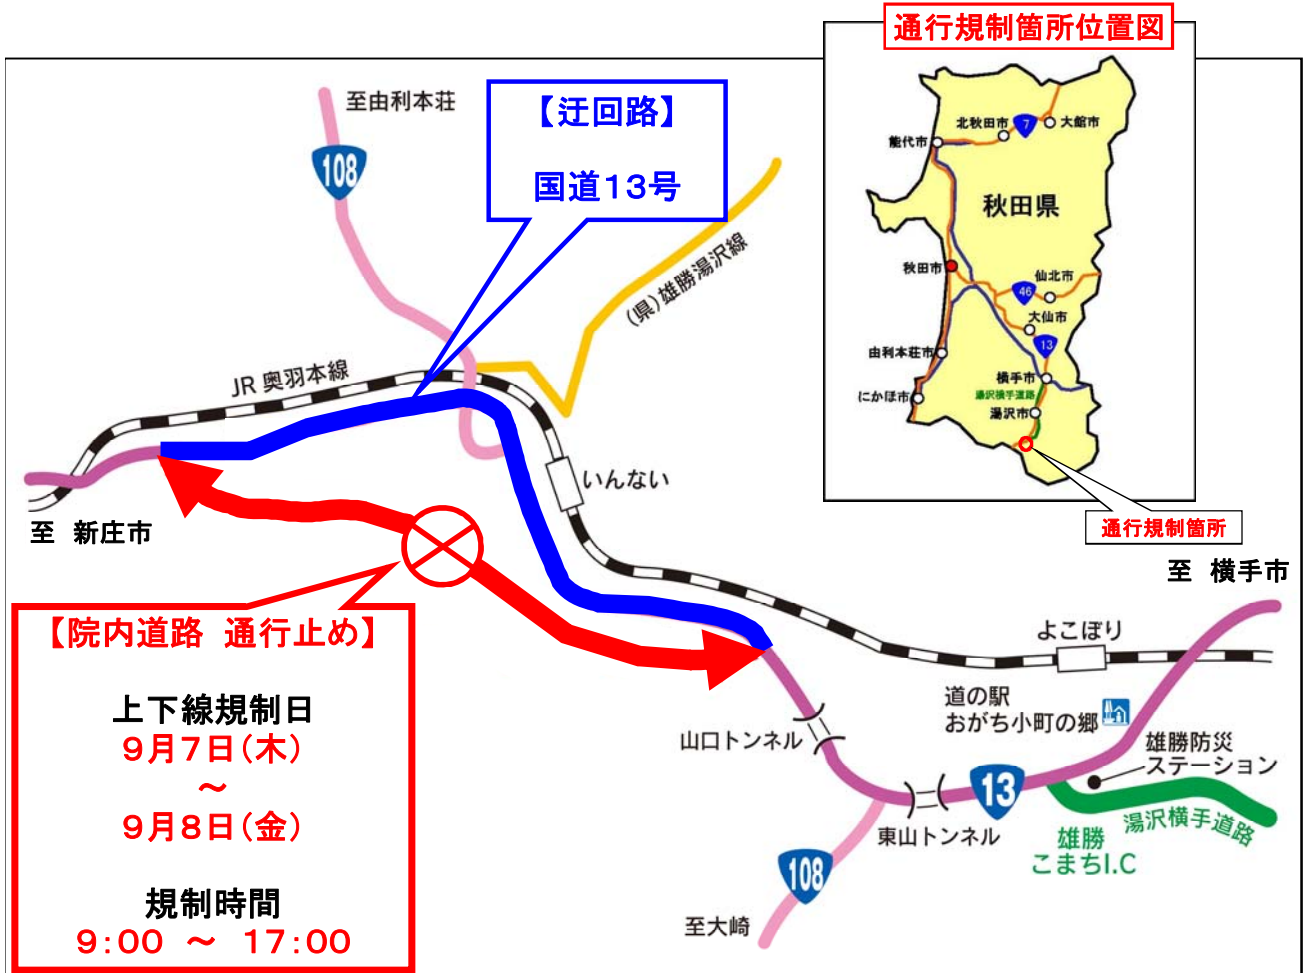 通行規制箇所位置図
至由利本荘
108
【迂回路】
国道13号
(県)雄勝湯沢線
JR 奥羽本線
いんない
至 新庄市
【院内道路 通行止め】
上下線規制日
9月7日(木)
～
9月8日(金)
規制時間
9:00 ～ 17:00
北秋田市
7
大館市
能代市
秋田県
秋田市
仙北市
46
大仙市
13
由利本荘市
横手市
にかほ市
湯沢横手道路
湯沢市
通行規制箇所
至 横手市
よこぼり
道の駅
おがち小町の郷
雄勝防災
ステーション
山口トンネル
13
東山トンネル
湯沢横手道路
雄勝
こまちI.C
108
至大崎